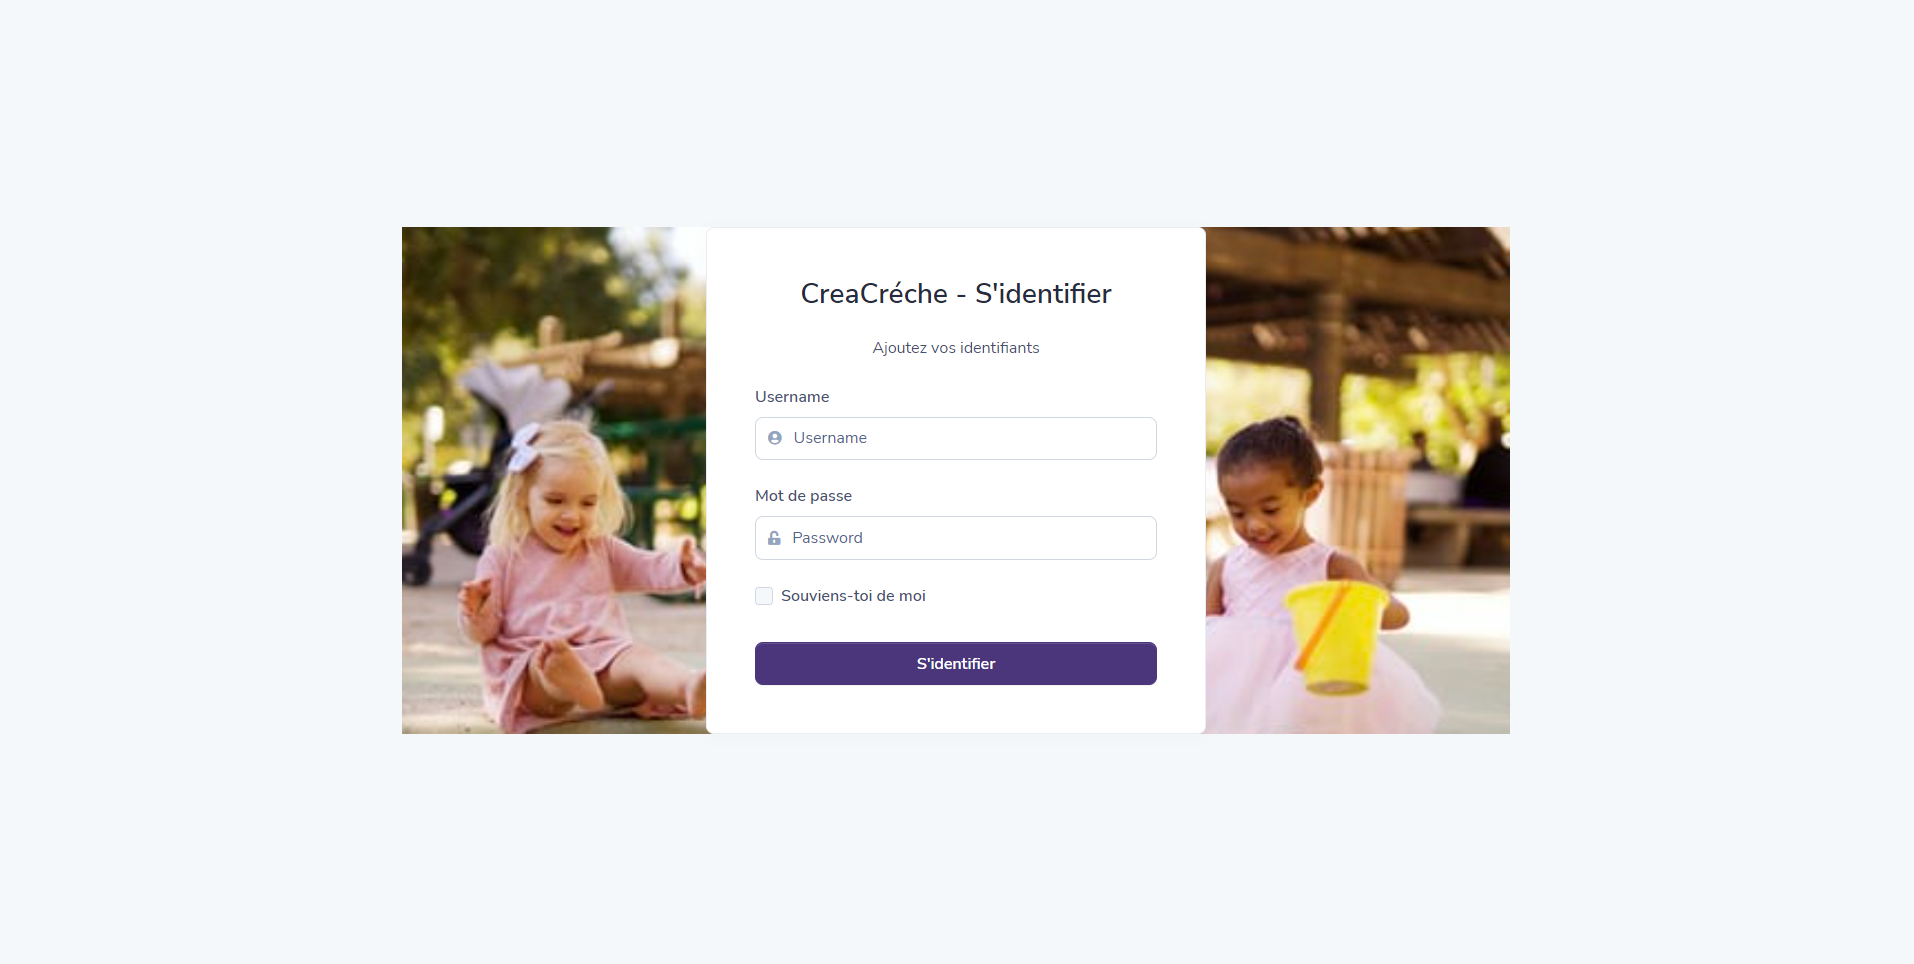 CreaCréche - S'identifier
Ajoutez vos identifiants
Username
Username
Mot de passe
Password
Souviens-toi de moi
S'identifier